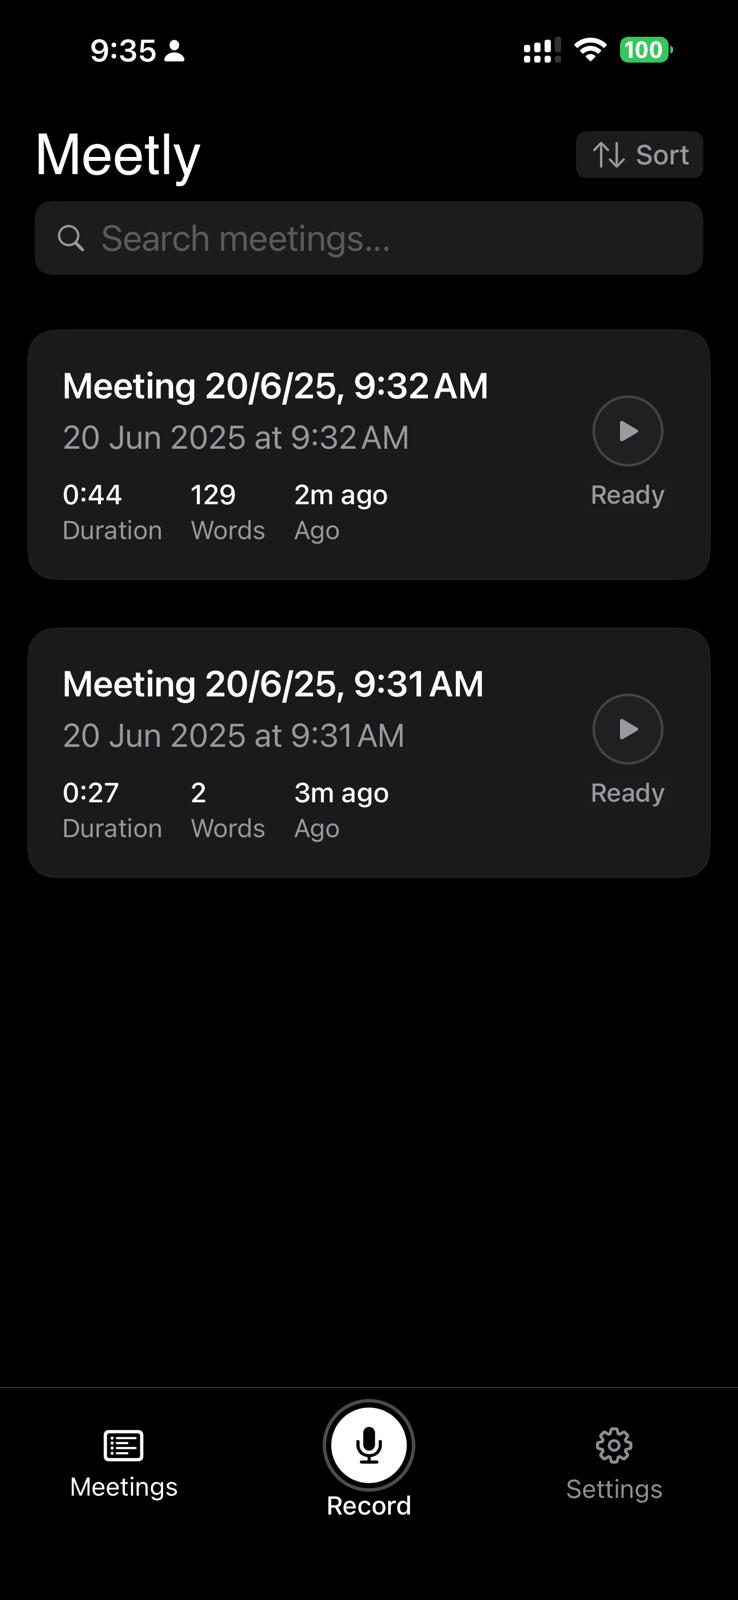 9:35
100
Meetly
Sort
Search meetings...
Meeting 20/6/25, 9:32 AM
20 Jun 2025 at 9:32 AM
0:44 129 2m ago
Duration Words Ago
Ready
Meeting 20/6/25, 9:31 AM
20 Jun 2025 at 9:31 AM
0:27 2 3m ago
Duration Words Ago
Ready
Meetings
Record
Settings